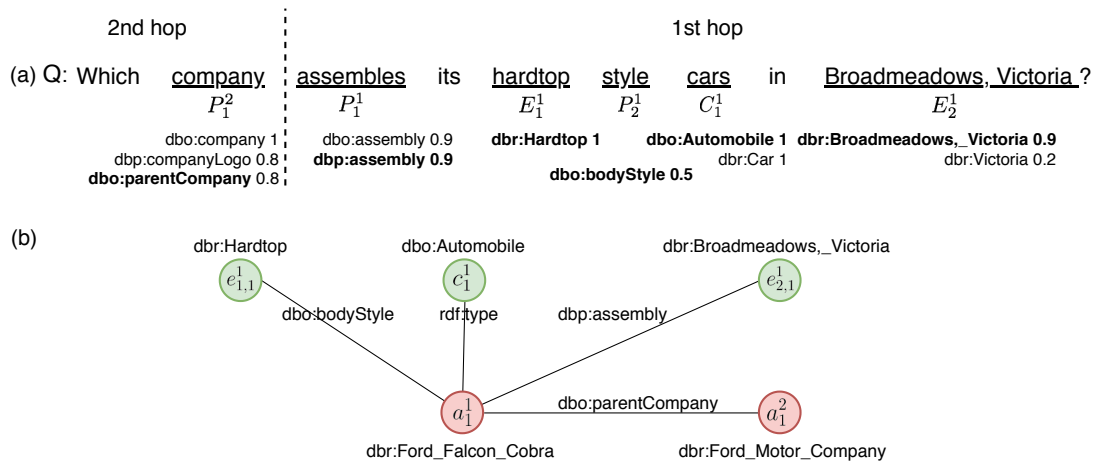 2nd hop 1st hop
(a) Q: Which company assembles its hardtop style cars in Broadmeadows, Victoria ?
P_1^2 P_1^1 E_1^1 P_2^1 C_1^1 E_2^1
dbo:company 1 dbo:assembly 0.9 dbr:Hardtop 1 dbo:Automobile 1 dbr:Broadmeadows,_Victoria 0.9
dbp:companyLogo 0.8 dbp:assembly 0.9 dbr:Car 1 dbr:Victoria 0.2
dbo:parentCompany 0.8 dbo:bodyStyle 0.5
(b)
dbr:Hardtop dbo:Automobile dbr:Broadmeadows,_Victoria
e_{1,1}^1 c_1^1 e_{2,1}^1
dbo:bodyStyle rdf:type dbp:assembly
dbo:parentCompany
a_1^1 a_1^2
dbr:Ford_Falcon_Cobra dbr:Ford_Motor_Company